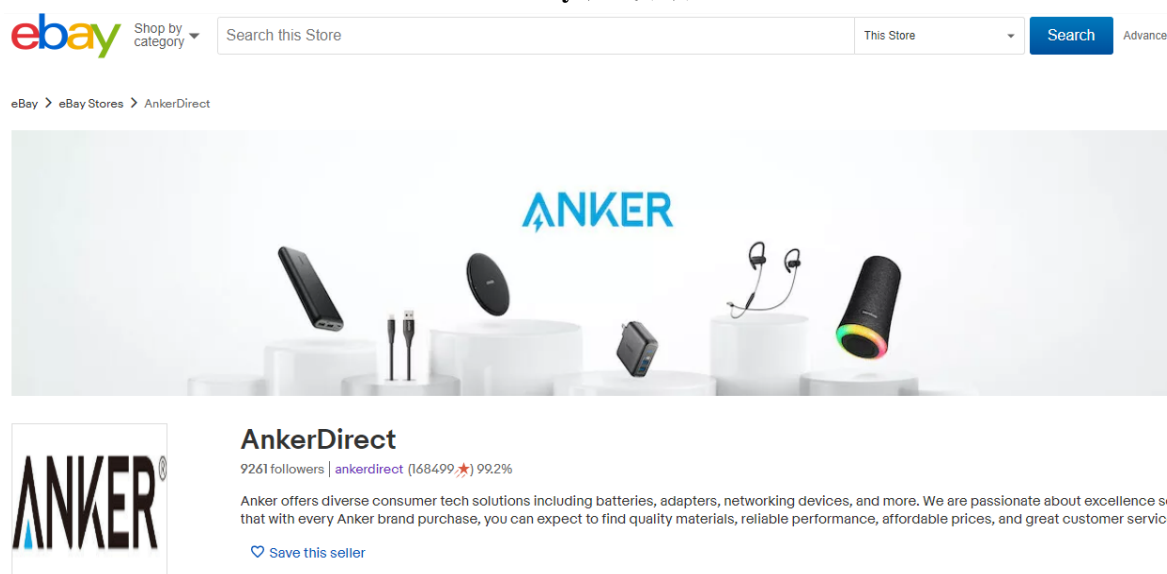 ebay
Shop by category
Search this Store
This Store
Search
Advance
eBay > eBay Stores > AnkerDirect
ANKER
ANKER®
AnkerDirect
9261 followers | ankerdirect (168499) 99.2%
Anker offers diverse consumer tech solutions including batteries, adapters, networking devices, and more. We are passionate about excellence s
that with every Anker brand purchase, you can expect to find quality materials, reliable performance, affordable prices, and great customer servic
Save this seller